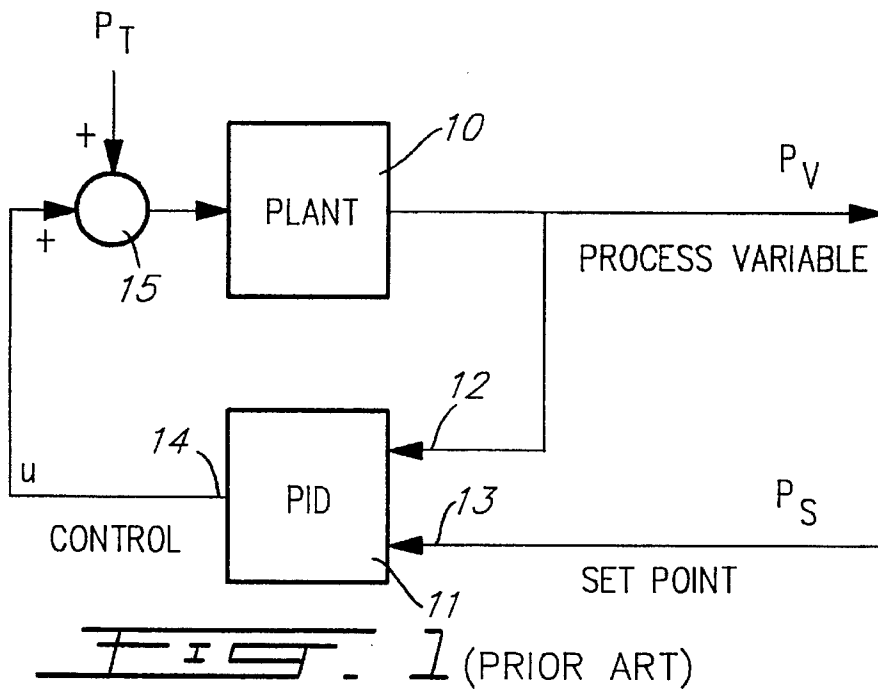 P_T
+
10
PLANT
P_V
+
15
PROCESS VARIABLE
12
14
u
PID
13
P_S
CONTROL
SET POINT
11
FIG. 1 (PRIOR ART)